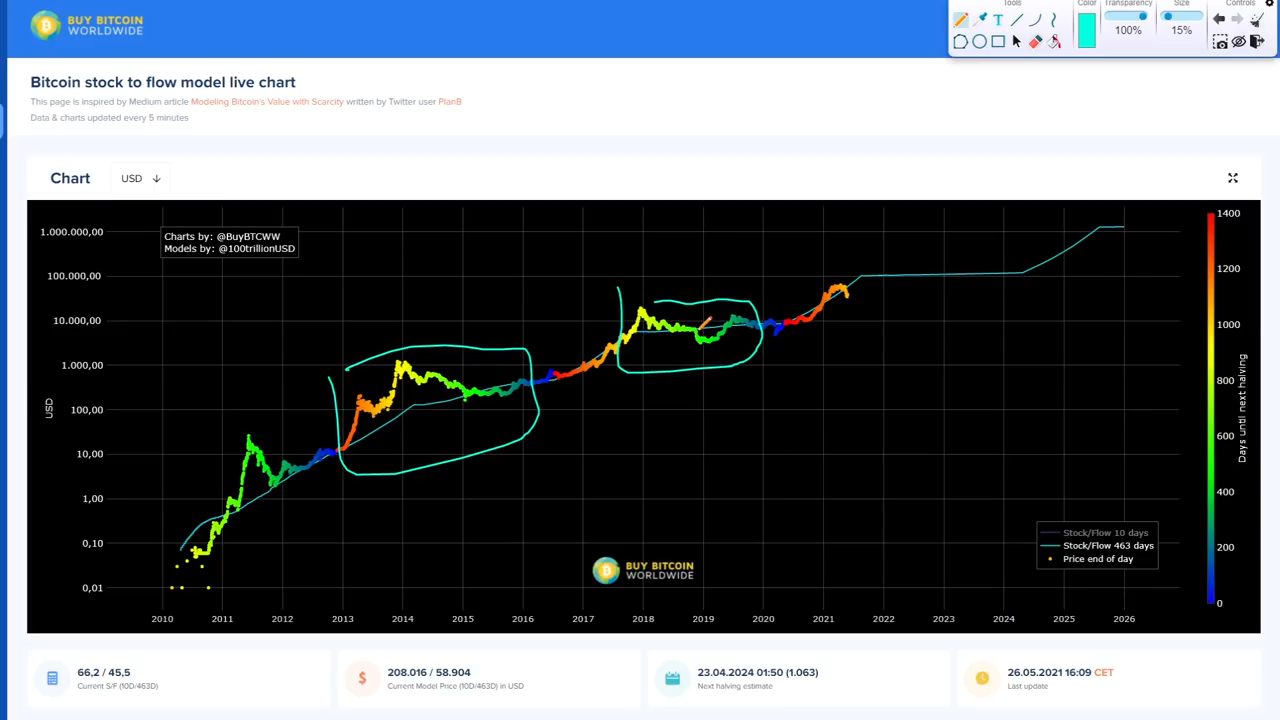 BUY BITCOIN
WORLDWIDE
Tools
Color
Transparency
Size
Controls
T
100%
15%
Bitcoin stock to flow model live chart
This page is inspired by Medium article Modeling Bitcoin's Value with Scarcity written by Twitter user PlanB
Data & charts updated every 5 minutes
Chart
USD
Charts by: @BuyBTCWW
Models by: @100trillionUSD
1.000.000,00
100.000,00
10.000,00
1.000,00
100,00
10,00
1,00
0,10
0,01
USD
2010 2011 2012 2013 2014 2015 2016 2017 2018 2019 2020 2021 2022 2023 2024 2025 2026
Stock/Flow 10 days
Stock/Flow 463 days
Price end of day
BUY BITCOIN
WORLDWIDE
1400
1200
1000
800
600
400
200
0
Days until next halving
66,2 / 45,5
Current S/F (10D/463D)
208.016 / 58.904
Current Model Price (10D/463D) in USD
23.04.2024 01:50 (1.063)
Next halving estimate
26.05.2021 16:09 CET
Last update